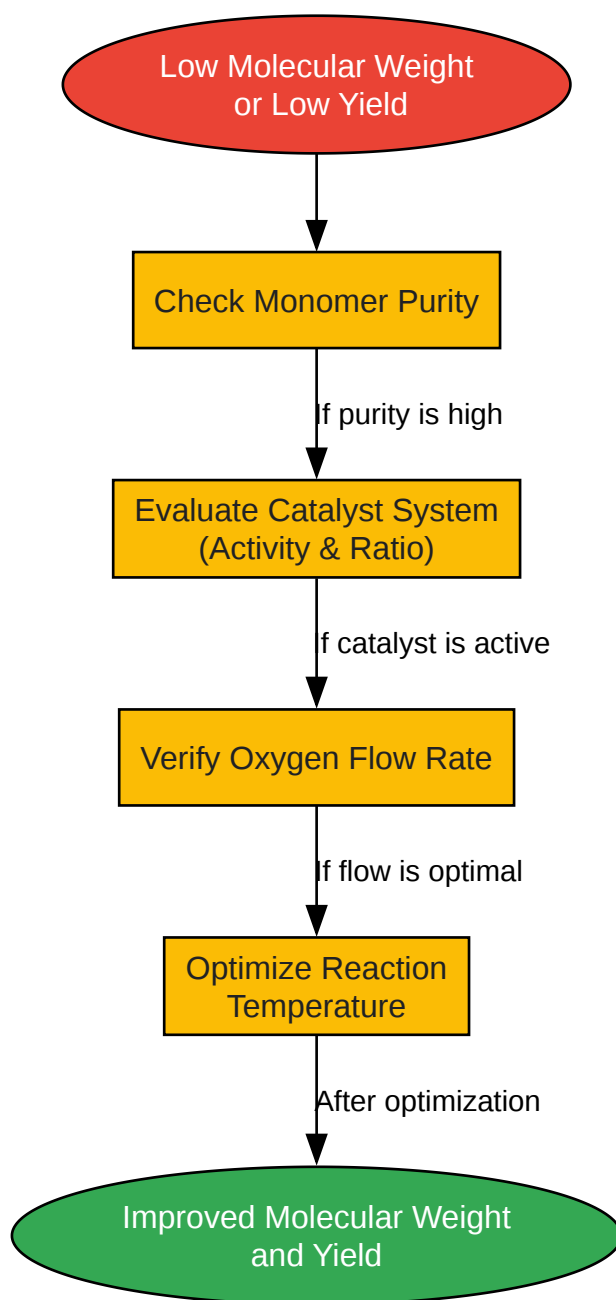 Low Molecular Weight
or Low Yield
Check Monomer Purity
If purity is high
Evaluate Catalyst System
(Activity & Ratio)
If catalyst is active
Verify Oxygen Flow Rate
If flow is optimal
Optimize Reaction
Temperature
After optimization
Improved Molecular Weight
and Yield